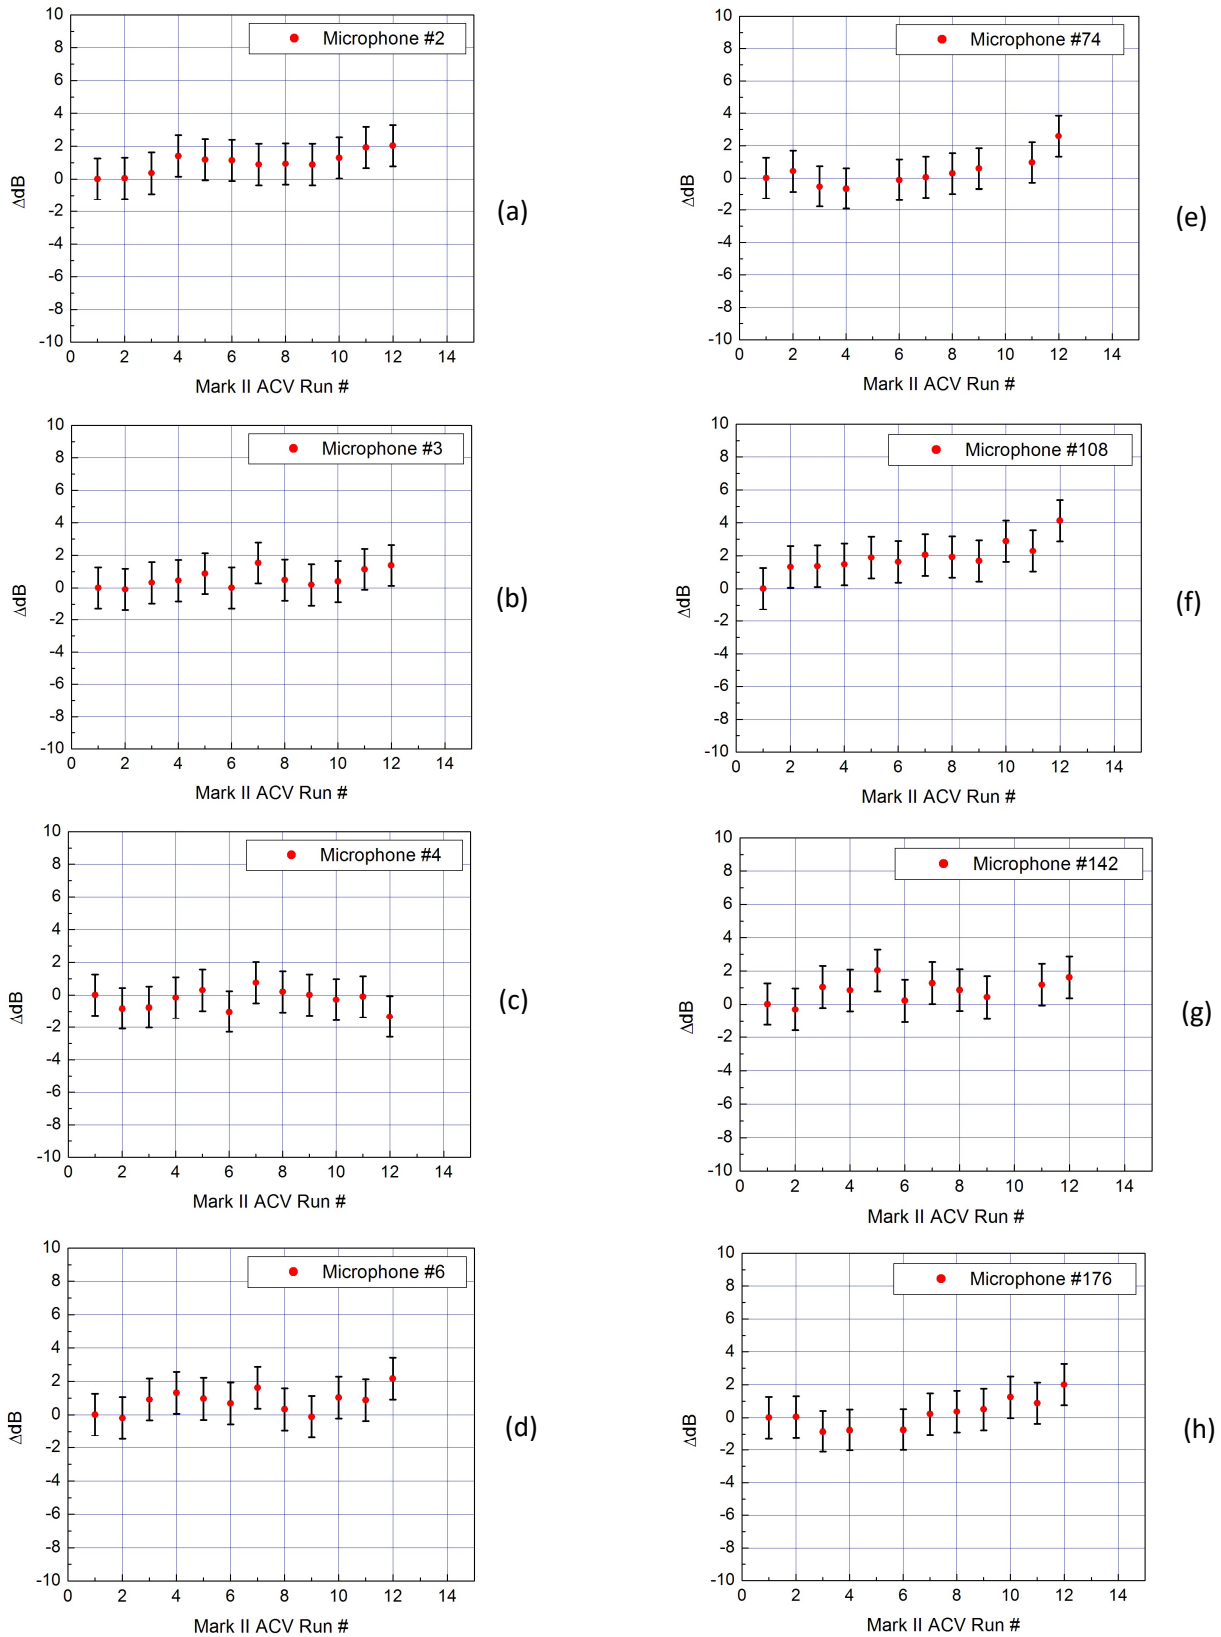 10
8
6
4
2
0
-2
-4
-6
-8
-10
ΔdB
Microphone #2
0 2 4 6 8 10 12 14
Mark II ACV Run #
(a)
10
8
6
4
2
0
-2
-4
-6
-8
-10
ΔdB
Microphone #3
0 2 4 6 8 10 12 14
Mark II ACV Run #
(b)
10
8
6
4
2
0
-2
-4
-6
-8
-10
ΔdB
Microphone #4
0 2 4 6 8 10 12 14
Mark II ACV Run #
(c)
10
8
6
4
2
0
-2
-4
-6
-8
-10
ΔdB
Microphone #6
0 2 4 6 8 10 12 14
Mark II ACV Run #
(d)
10
8
6
4
2
0
-2
-4
-6
-8
-10
ΔdB
Microphone #74
0 2 4 6 8 10 12 14
Mark II ACV Run #
(e)
10
8
6
4
2
0
-2
-4
-6
-8
-10
ΔdB
Microphone #108
0 2 4 6 8 10 12 14
Mark II ACV Run #
(f)
10
8
6
4
2
0
-2
-4
-6
-8
-10
ΔdB
Microphone #142
0 2 4 6 8 10 12 14
Mark II ACV Run #
(g)
10
8
6
4
2
0
-2
-4
-6
-8
-10
ΔdB
Microphone #176
0 2 4 6 8 10 12 14
Mark II ACV Run #
(h)